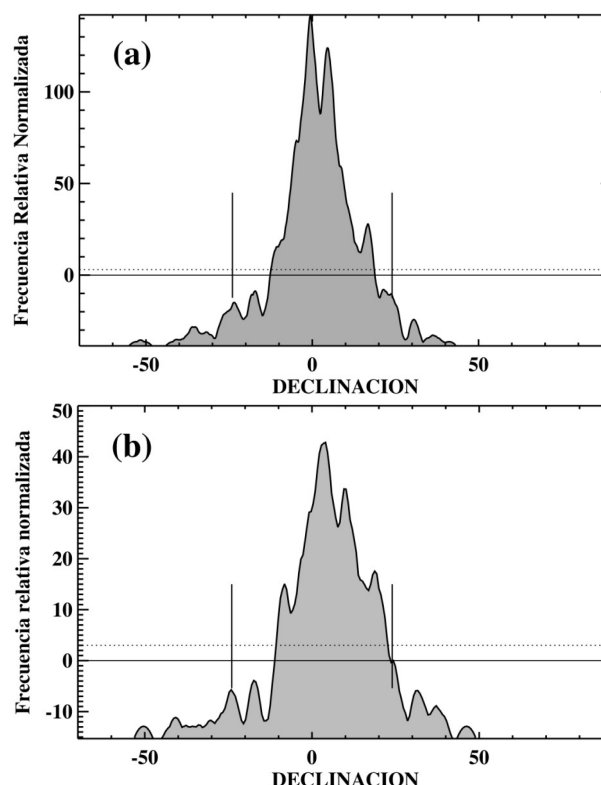 (a)
Frecuencia Relativa Normalizada
100
50
0
-50 0 50
DECLINACION
(b)
Frecuencia relativa normalizada
50
40
30
20
10
0
-10
-50 0 50
DECLINACION